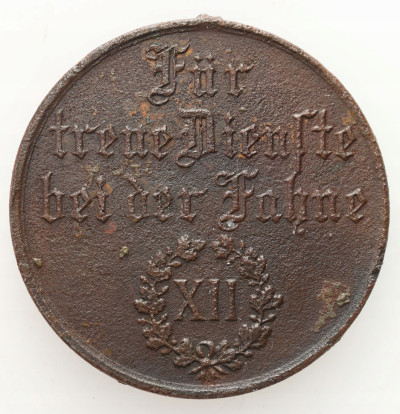 Für
treue Dienſte
bei der Fahne
XII